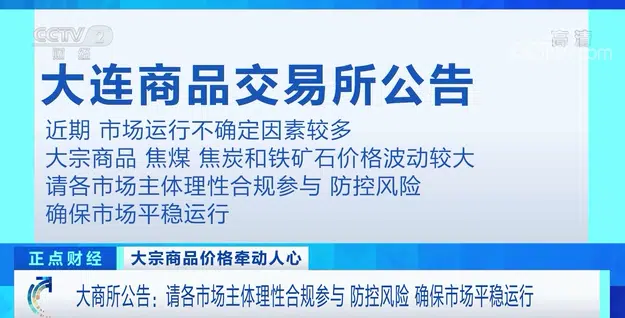 CCTV 2
财经
高清
大连商品交易所公告
近期 市场运行不确定因素较多
大宗商品 焦煤 焦炭和铁矿石价格波动较大
请各市场主体理性合规参与 防控风险
确保市场平稳运行
正点财经 大宗商品价格牵动人心
大商所公告：请各市场主体理性合规参与 防控风险 确保市场平稳运行